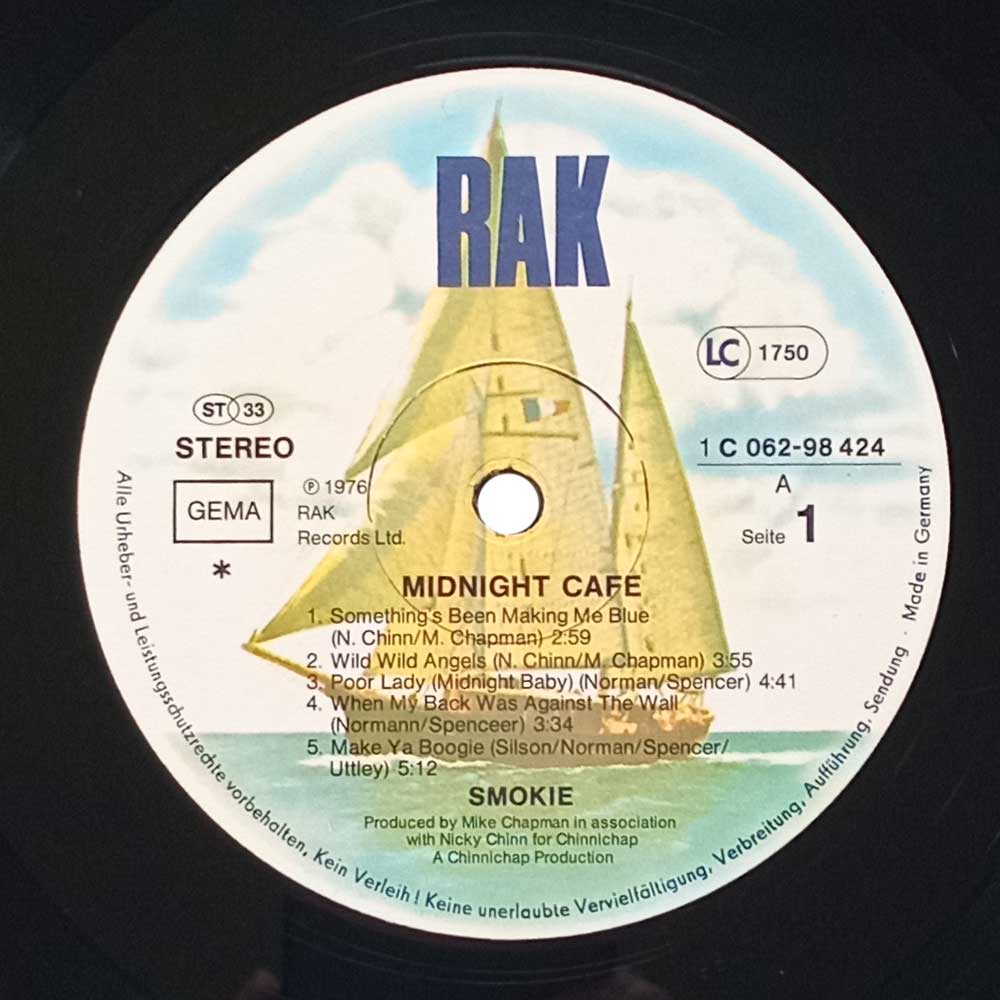 RAK
LC 1750
ST 33
STEREO
1 C 062-98 424
GEMA
℗ 1976
RAK
Records Ltd.
A
Seite 1
*
MIDNIGHT CAFE
1. Something's Been Making Me Blue
(N. Chinn/M. Chapman) 2:59
2. Wild Wild Angels (N. Chinn/M. Chapman) 3:55
3. Poor Lady (Midnight Baby) (Norman/Spencer) 4:41
4. When My Back Was Against The Wall
(Normann/Spenceer) 3:34
5. Make Ya Boogie (Silson/Norman/Spencer/
Uttley) 5:12
SMOKIE
Produced by Mike Chapman in association
with Nicky Chinn for Chinnichap
A Chinnichap Production
Alle Urheber- und Leistungsschutzrechte vorbehalten, Kein Verleih! Keine unerlaubte Vervielfältigung, Verbreitung, Aufführung, Sendung · Made in Germany